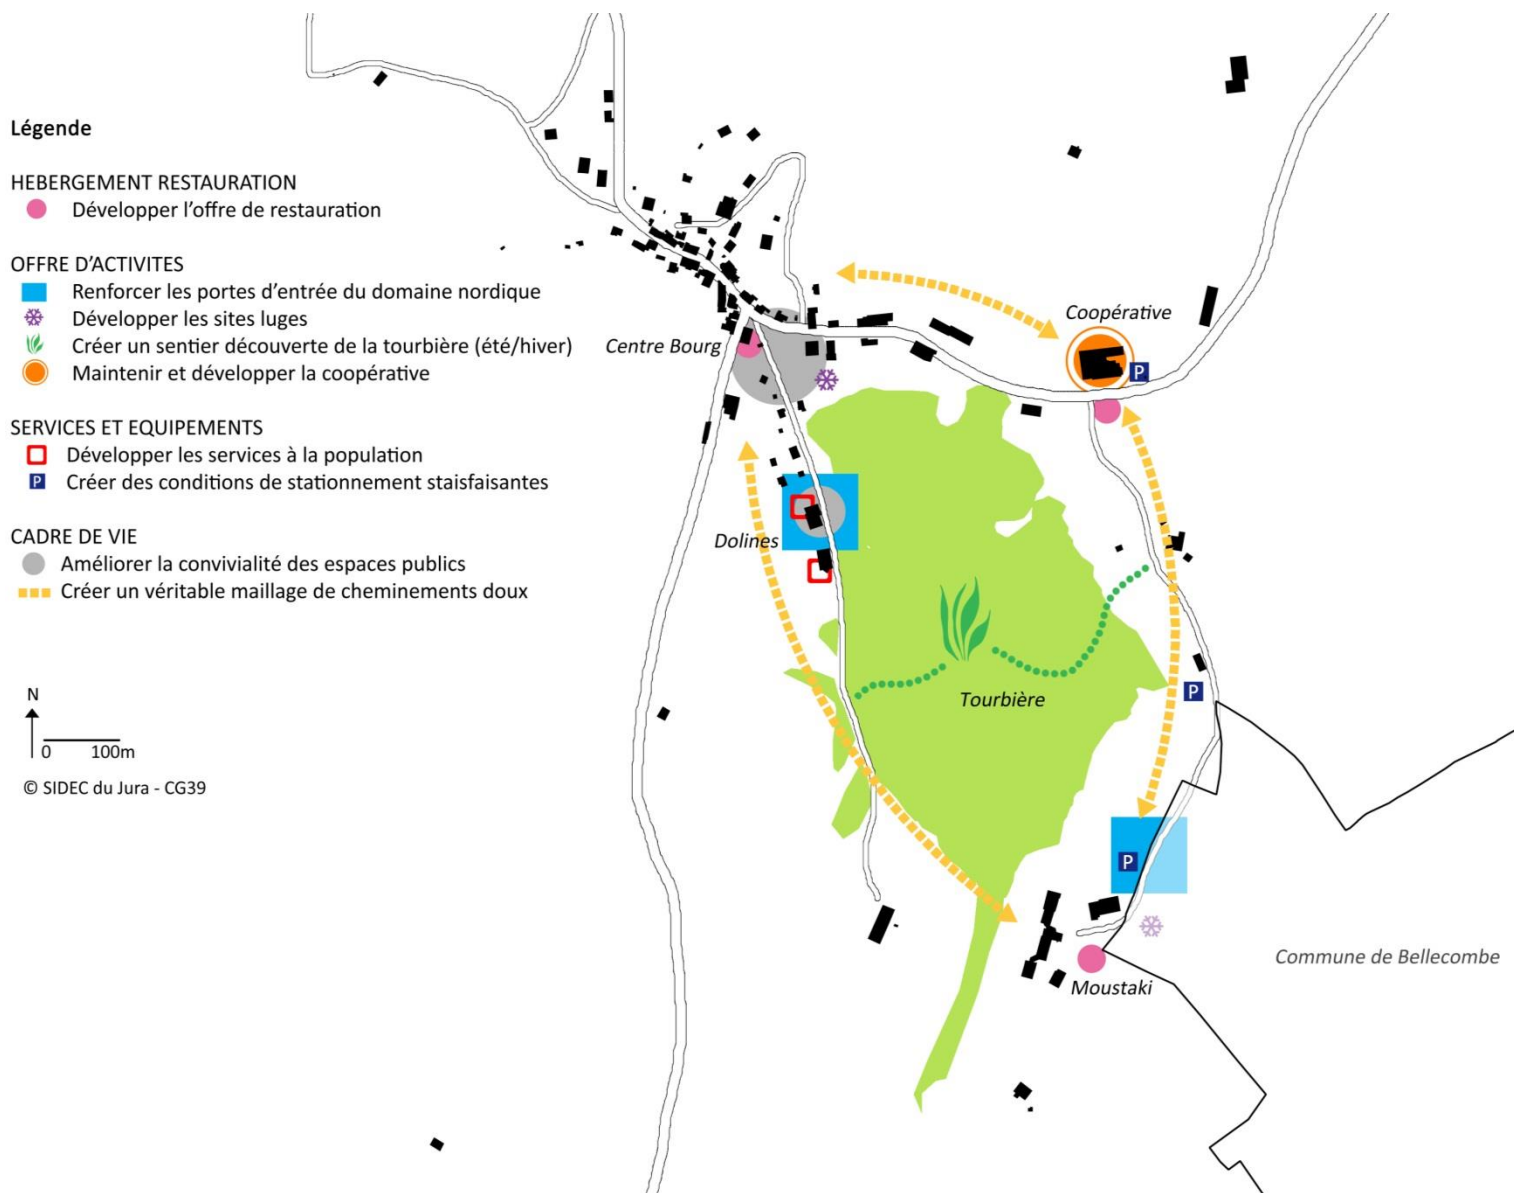 Légende
HEBERGEMENT RESTAURATION
Développer l'offre de restauration
OFFRE D'ACTIVITES
Renforcer les portes d'entrée du domaine nordique
Développer les sites luges
Créer un sentier découverte de la tourbière (été/hiver)
Maintenir et développer la coopérative
SERVICES ET EQUIPEMENTS
Développer les services à la population
P Créer des conditions de stationnement staisfaisantes
CADRE DE VIE
Améliorer la convivialité des espaces publics
Créer un véritable maillage de cheminements doux
N
0 100m
© SIDEC du Jura - CG39
Coopérative
Centre Bourg
P
Dolines
Tourbière
P
P
Commune de Bellecombe
Moustaki